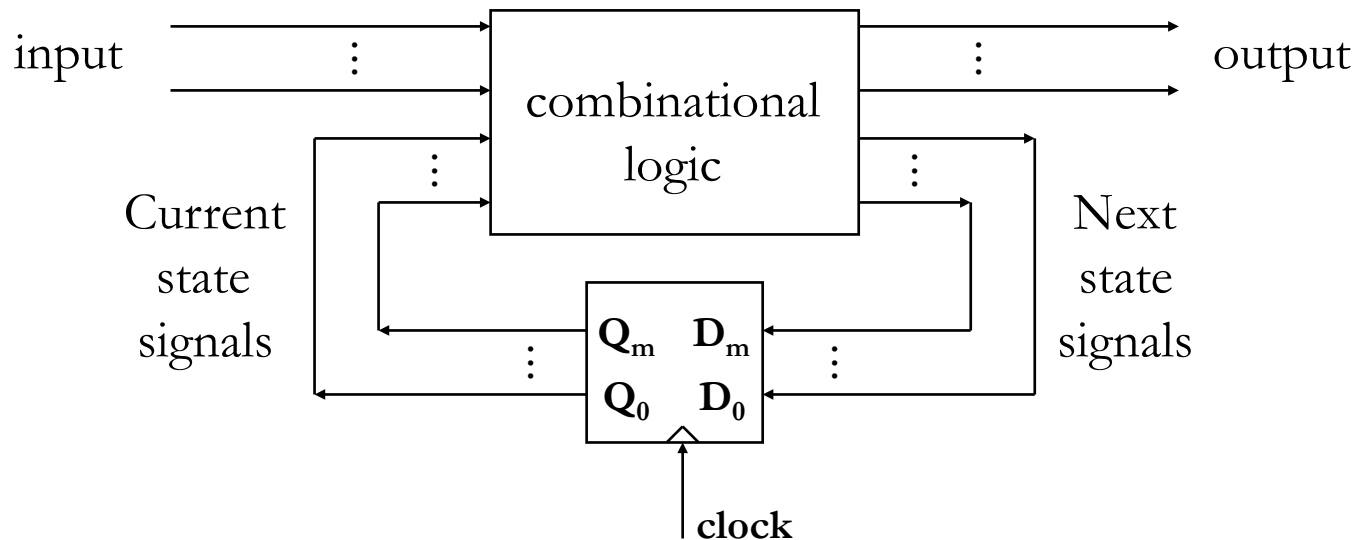 input
output
combinational
logic
Current
state
signals
Next
state
signals
Qₘ Dₘ
Q₀ D₀
clock